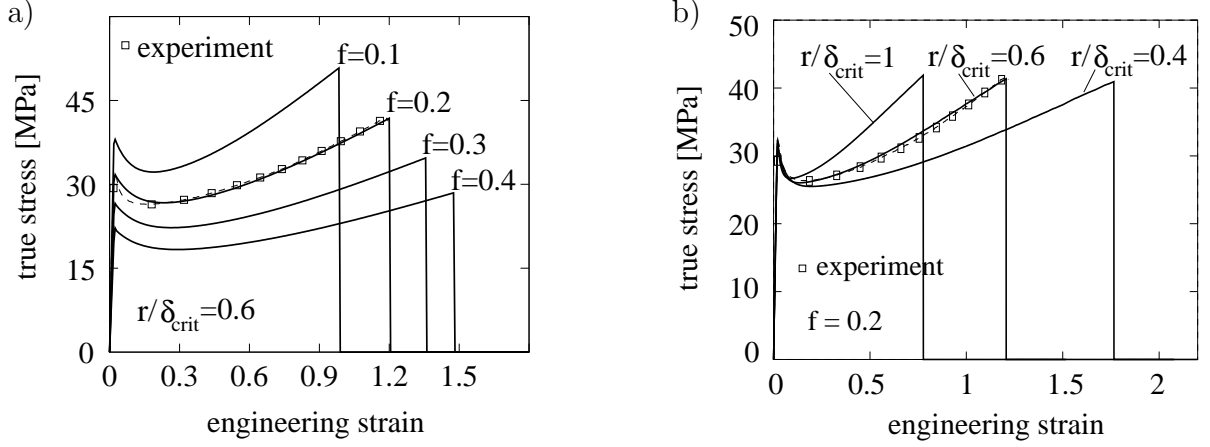 a)
true stress [MPa]
45
30
15
0
experiment
f=0.1
f=0.2
f=0.3
f=0.4
r/δcrit=0.6
0 0.3 0.6 0.9 1.2 1.5
engineering strain
b)
true stress [MPa]
50
40
30
20
10
0
r/δcrit=1
r/δcrit=0.6
r/δcrit=0.4
experiment
f = 0.2
0 0.5 1 1.5 2
engineering strain